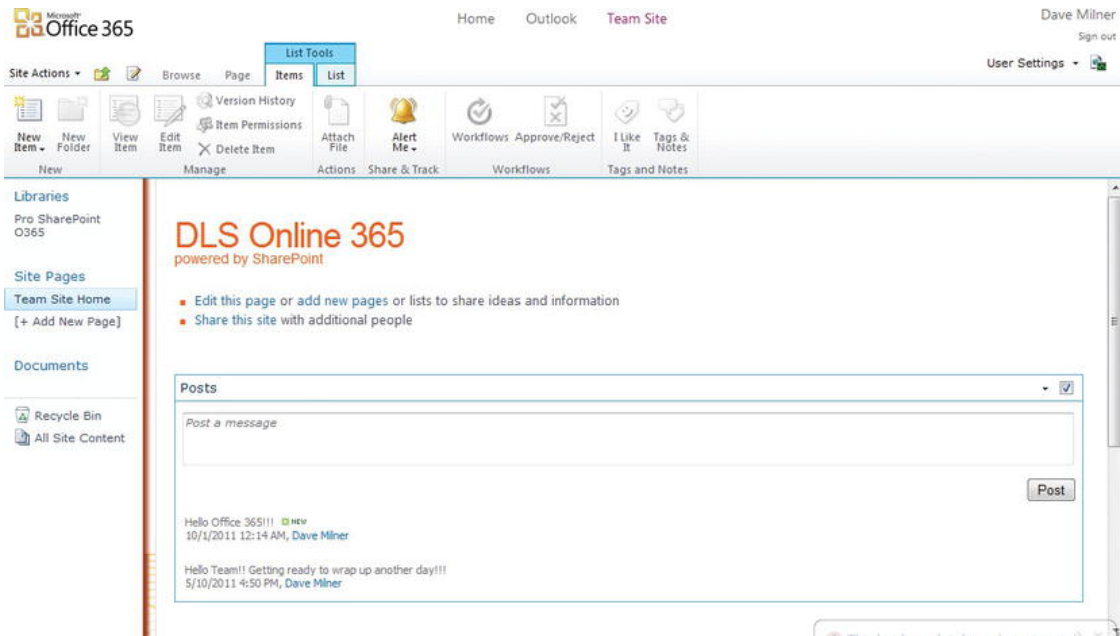 Microsoft®
Office 365
Home Outlook Team Site
Dave Milner
Sign out
List Tools
Site Actions
Browse Page Items List
User Settings
New Item
New Folder
View Item
Edit Item
Version History
Item Permissions
Delete Item
Attach File
Alert Me
Workflows
Approve/Reject
I Like It
Tags & Notes
New
Manage
Actions
Share & Track
Workflows
Tags and Notes
Libraries
Pro SharePoint
O365
Site Pages
Team Site Home
[+ Add New Page]
Documents
Recycle Bin
All Site Content
DLS Online 365
powered by SharePoint
Edit this page or add new pages or lists to share ideas and information
Share this site with additional people
Posts
Post a message
Post
Hello Office 365!!! NEW
10/1/2011 12:14 AM, Dave Milner
Hello Team!! Getting ready to wrap up another day!!!
5/10/2011 4:50 PM, Dave Milner